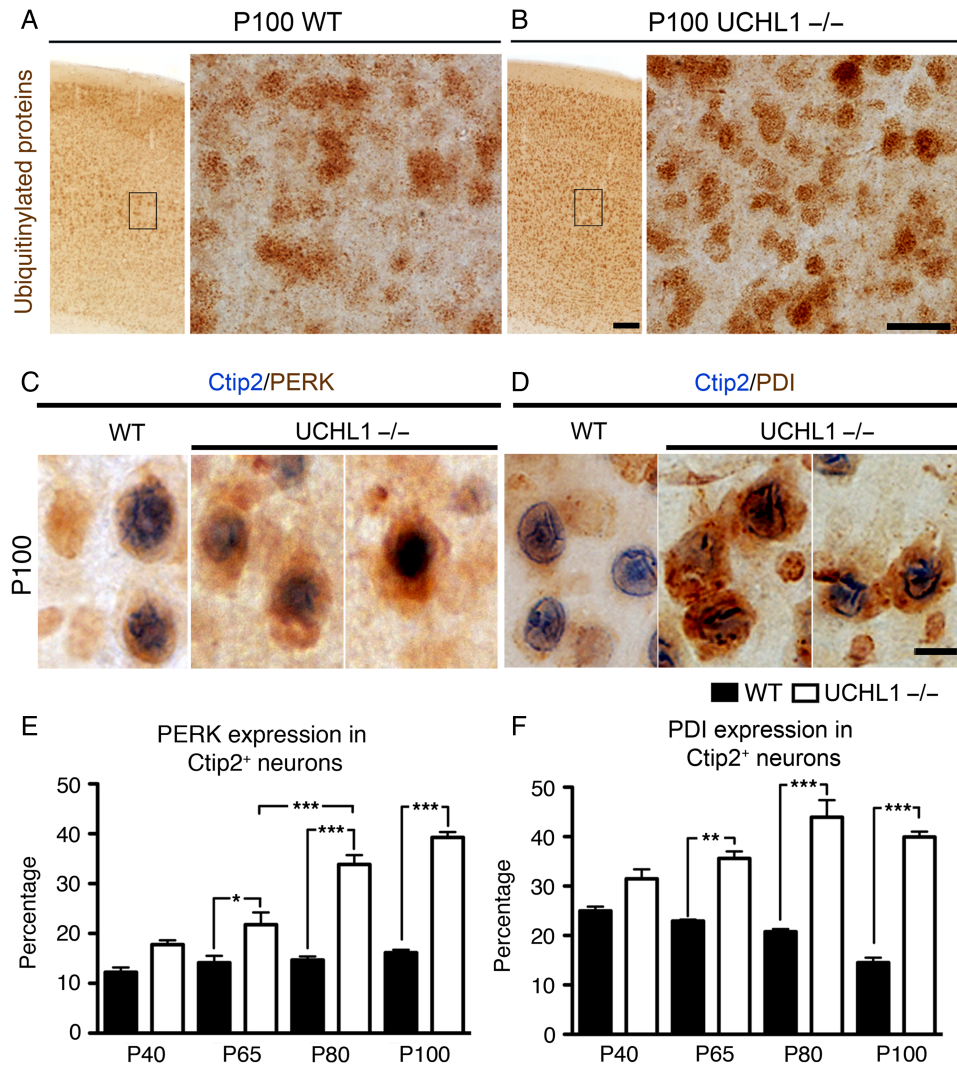 A P100 WT B P100 UCHL1 –/–
Ubiquitinylated proteins
C Ctip2/PERK D Ctip2/PDI
WT UCHL1 –/– WT UCHL1 –/–
P100
WT UCHL1 –/–
E PERK expression in
Ctip2+ neurons
Percentage
50
40
30
20
10
0
*
***
***
***
P40 P65 P80 P100
F PDI expression in
Ctip2+ neurons
Percentage
50
40
30
20
10
0
**
***
***
P40 P65 P80 P100